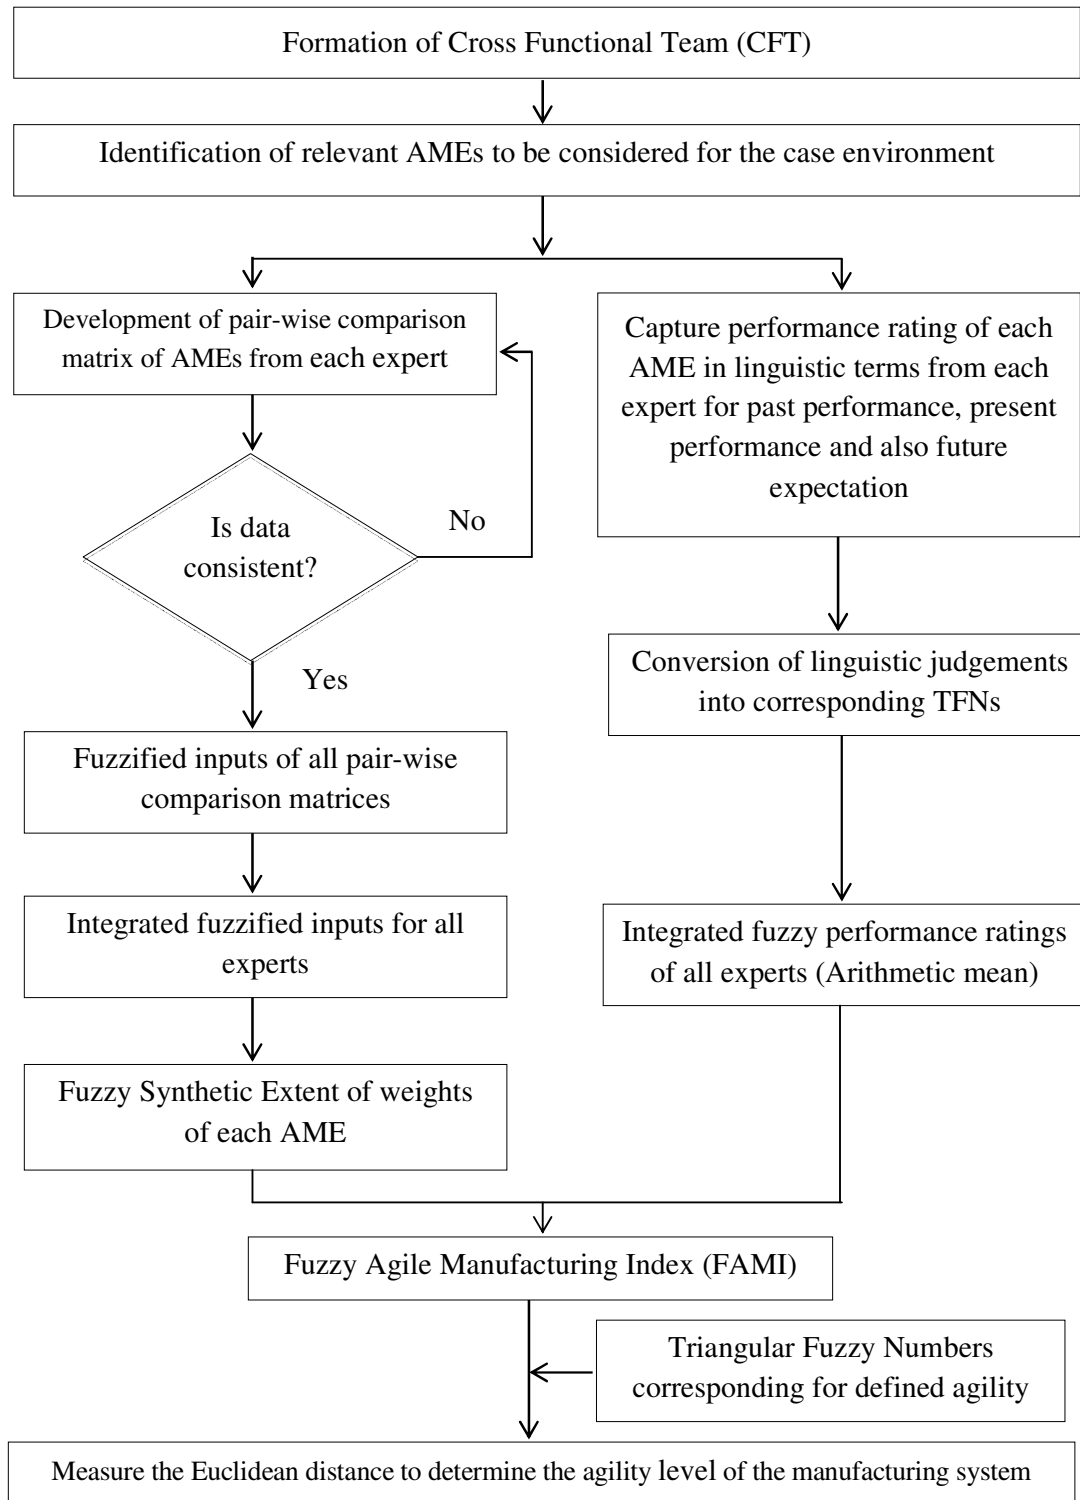 Formation of Cross Functional Team (CFT)
Identification of relevant AMEs to be considered for the case environment
Development of pair-wise comparison
matrix of AMEs from each expert
Is data
consistent?
No
Yes
Fuzzified inputs of all pair-wise
comparison matrices
Integrated fuzzified inputs for all
experts
Fuzzy Synthetic Extent of weights
of each AME
Capture performance rating of each
AME in linguistic terms from each
expert for past performance, present
performance and also future
expectation
Conversion of linguistic judgements
into corresponding TFNs
Integrated fuzzy performance ratings
of all experts (Arithmetic mean)
Fuzzy Agile Manufacturing Index (FAMI)
Triangular Fuzzy Numbers
corresponding for defined agility
Measure the Euclidean distance to determine the agility level of the manufacturing system